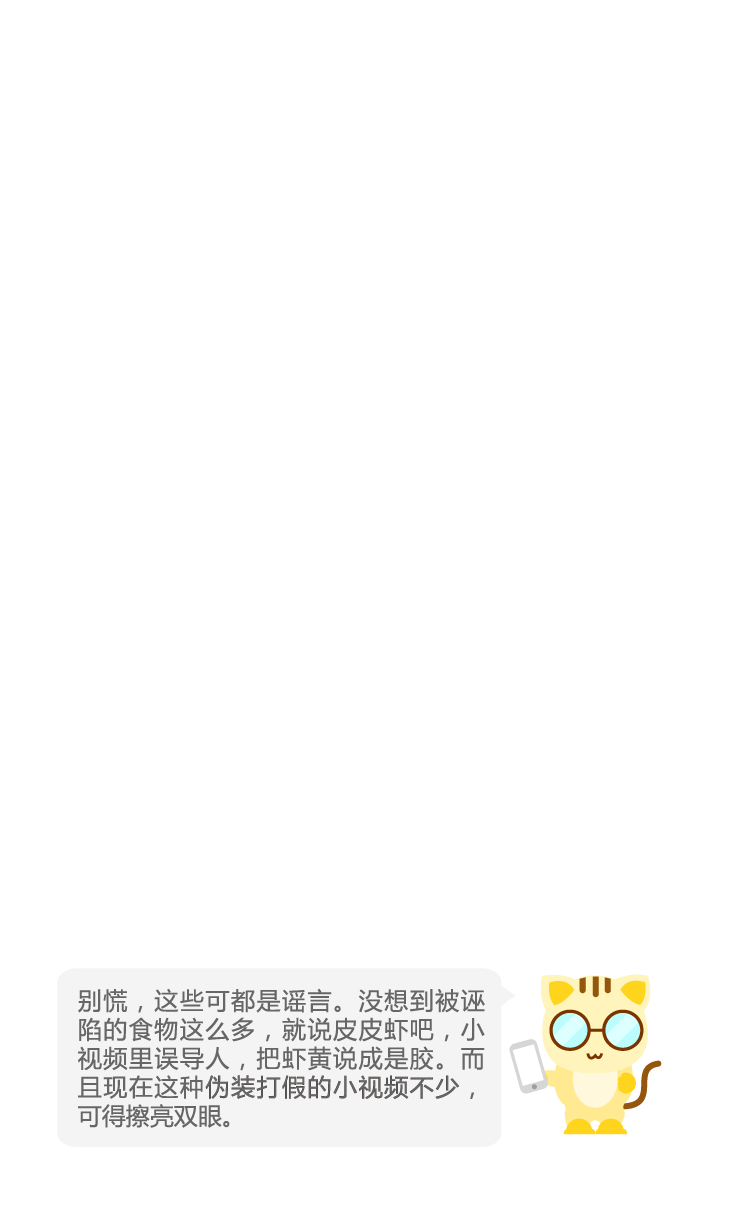 别慌，这些可都是谣言。没想到被诬
陷的食物这么多，就说皮皮虾吧，小
视频里误导人，把虾黄说成是胶。而
且现在这种伪装打假的小视频不少，
可得擦亮双眼。